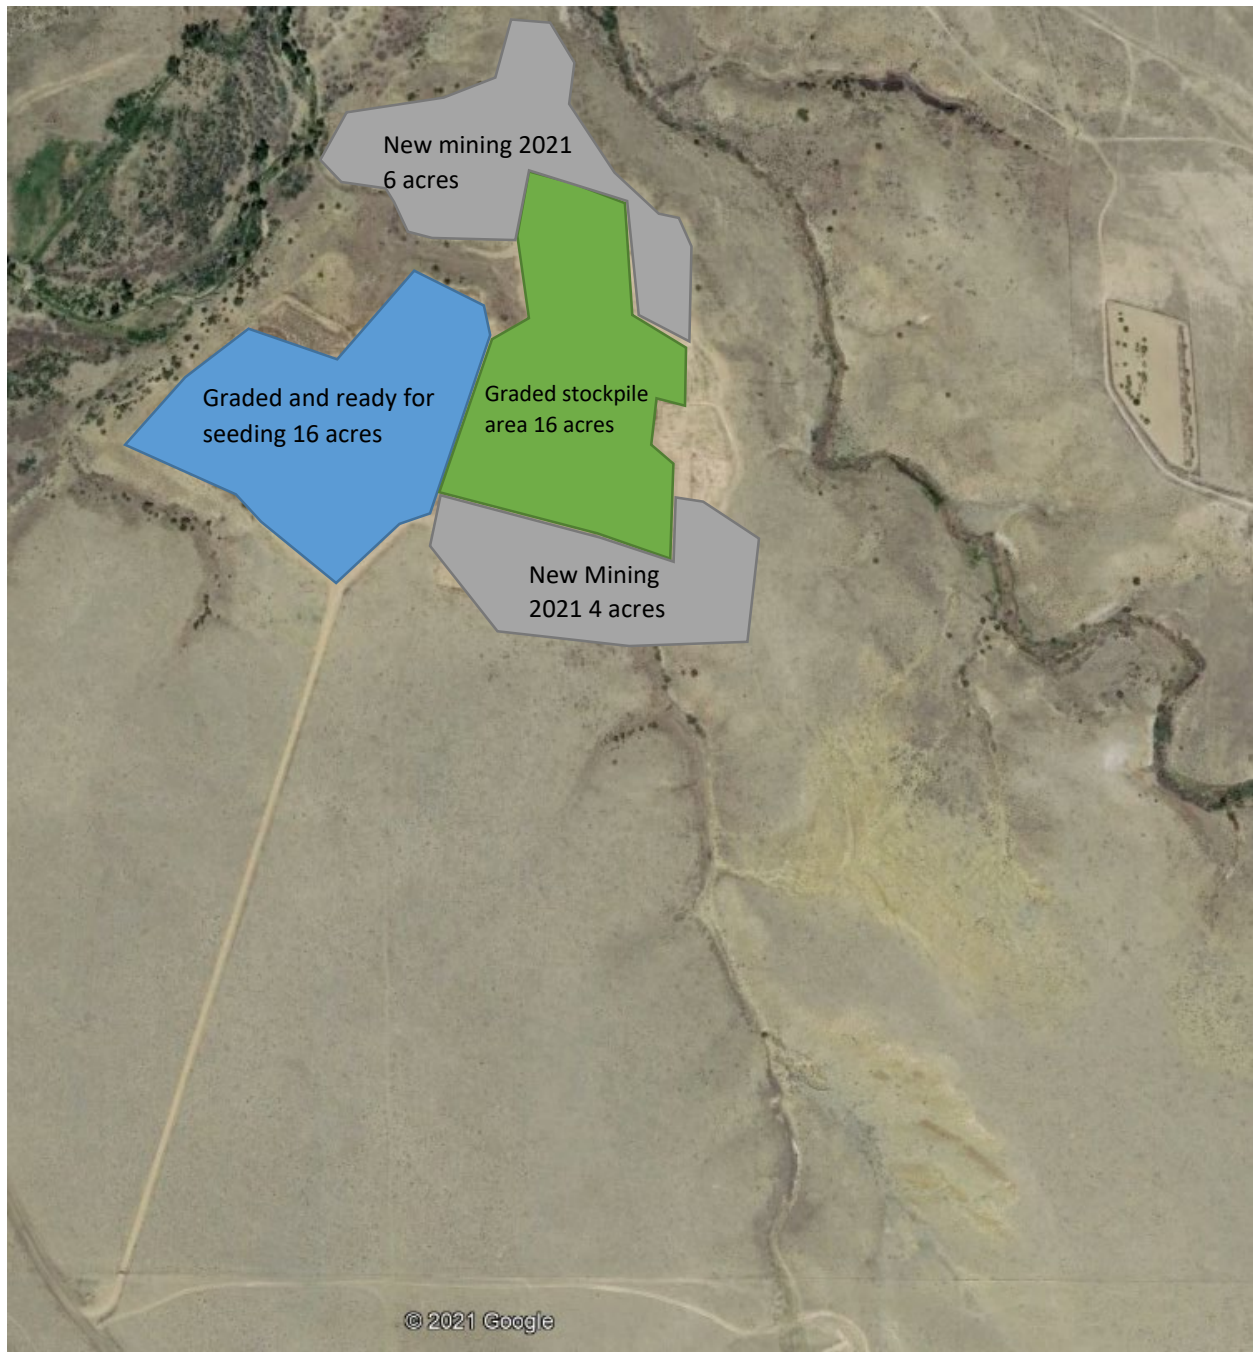 New mining 2021
6 acres
Graded and ready for
seeding 16 acres
Graded stockpile
area 16 acres
New Mining
2021 4 acres
© 2021 Google